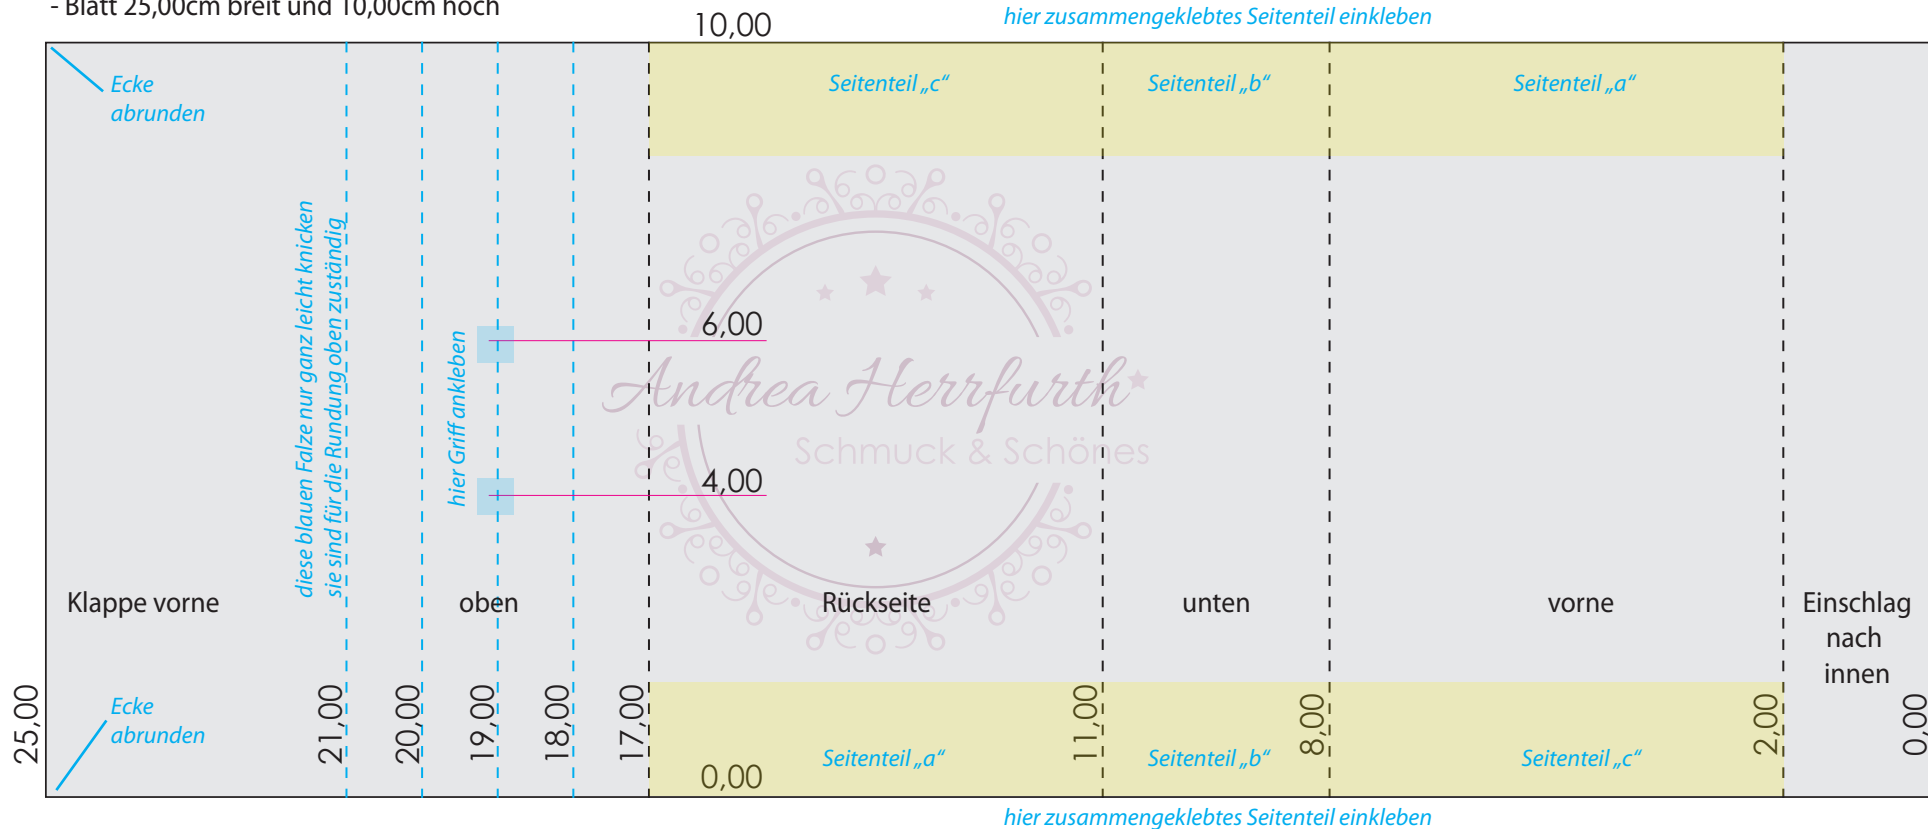 - Blatt 25,00cm breit und 10,00cm hoch
10,00
hier zusammengeklebtes Seitenteil einkleben
Ecke
abrunden
Seitenteil „c“
Seitenteil „b“
Seitenteil „a“
diese blauen Falze nur ganz leicht knicken
sie sind für die Rundung oben zuständig
hier Griff ankleben
6,00
Andrea Herrfurth
Schmuck & Schönes
4,00
Klappe vorne
oben
Rückseite
unten
vorne
Einschlag
nach
innen
25,00
Ecke
abrunden
21,00
20,00
19,00
18,00
17,00
11,00
8,00
2,00
0,00
Seitenteil „a“
Seitenteil „b“
Seitenteil „c“
0,00
hier zusammengeklebtes Seitenteil einkleben